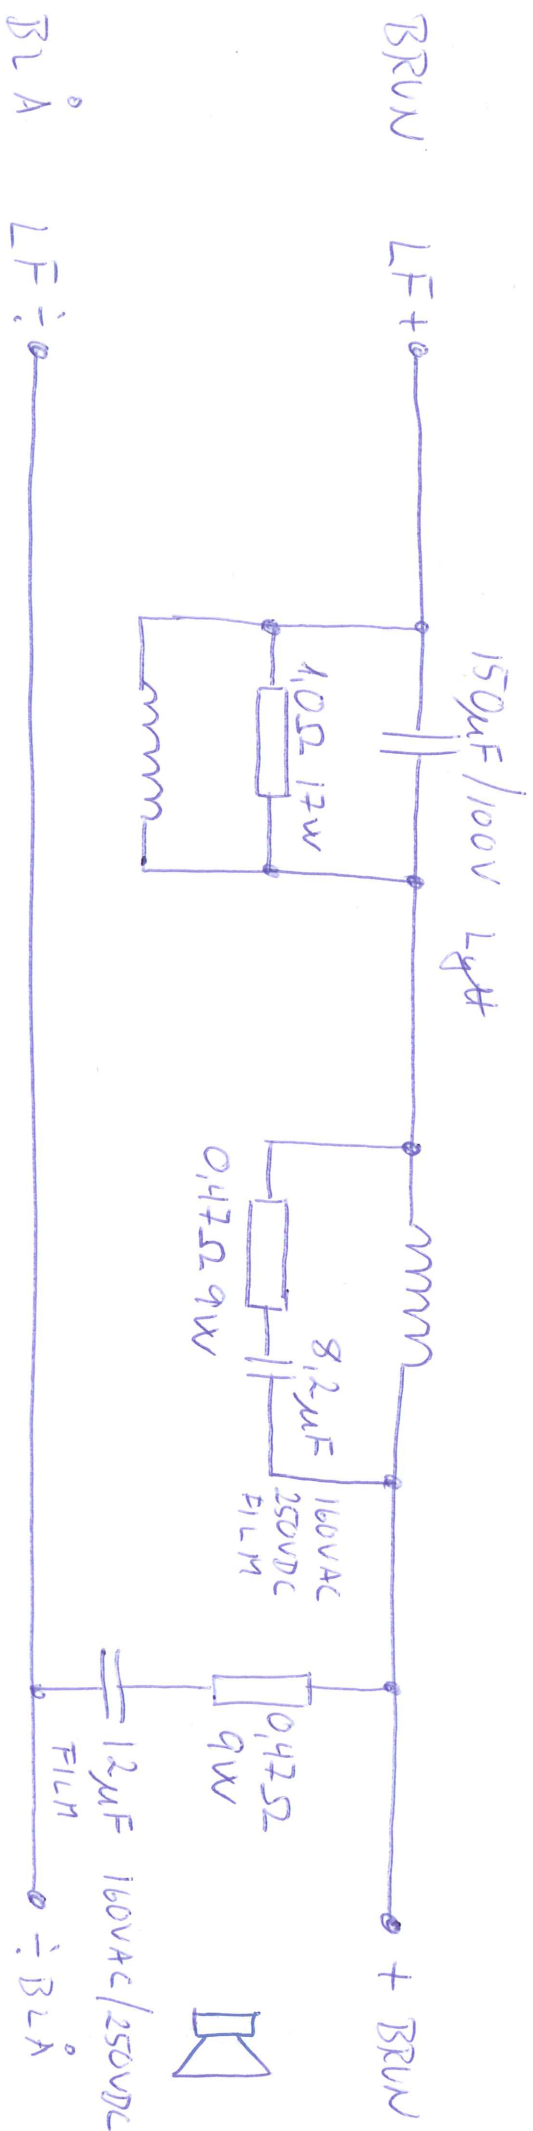 BRUN LF +
150µF/100V Lytt
1,0Ω 17W
0,47Ω 9W
8,2µF
160VAC
250VDC
FILM
0,47Ω
9W
12µF 160VAC/250VDC
FILM
+ BRUN
BLÅ LF ÷
÷ BLÅ